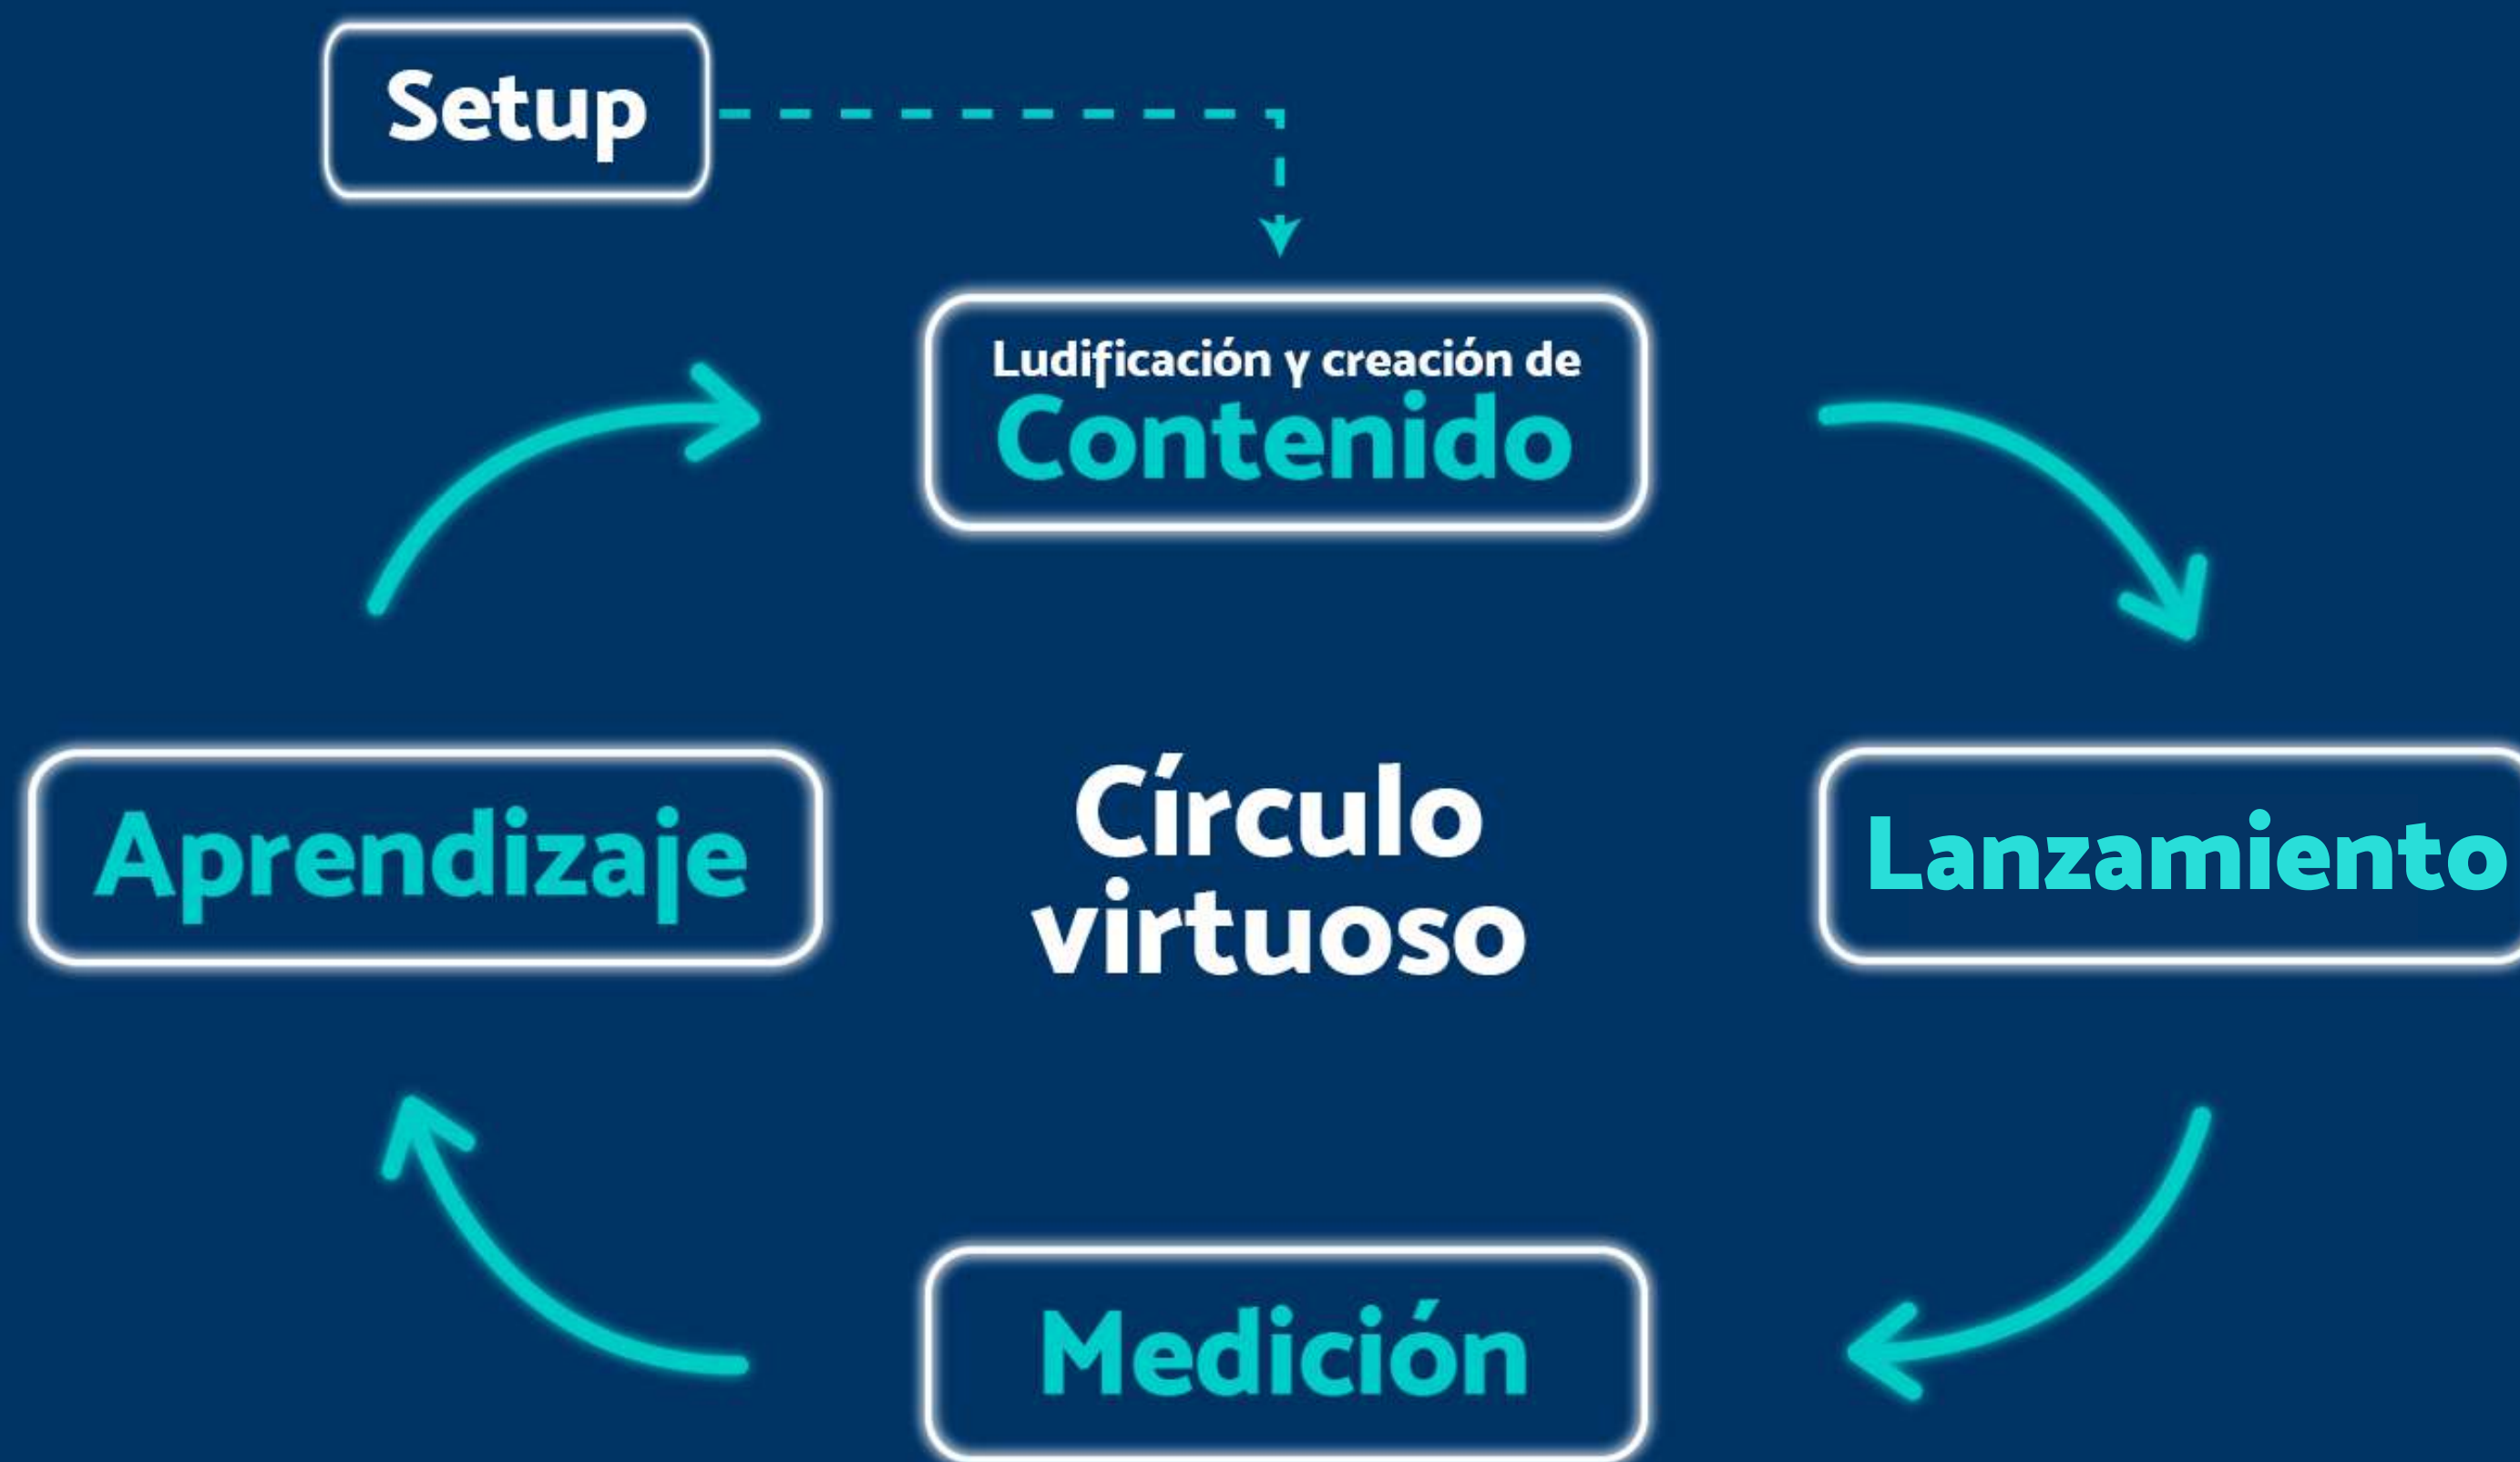 Setup
Ludificación y creación de
Contenido
Aprendizaje
Círculo
virtuoso
Lanzamiento
Medición